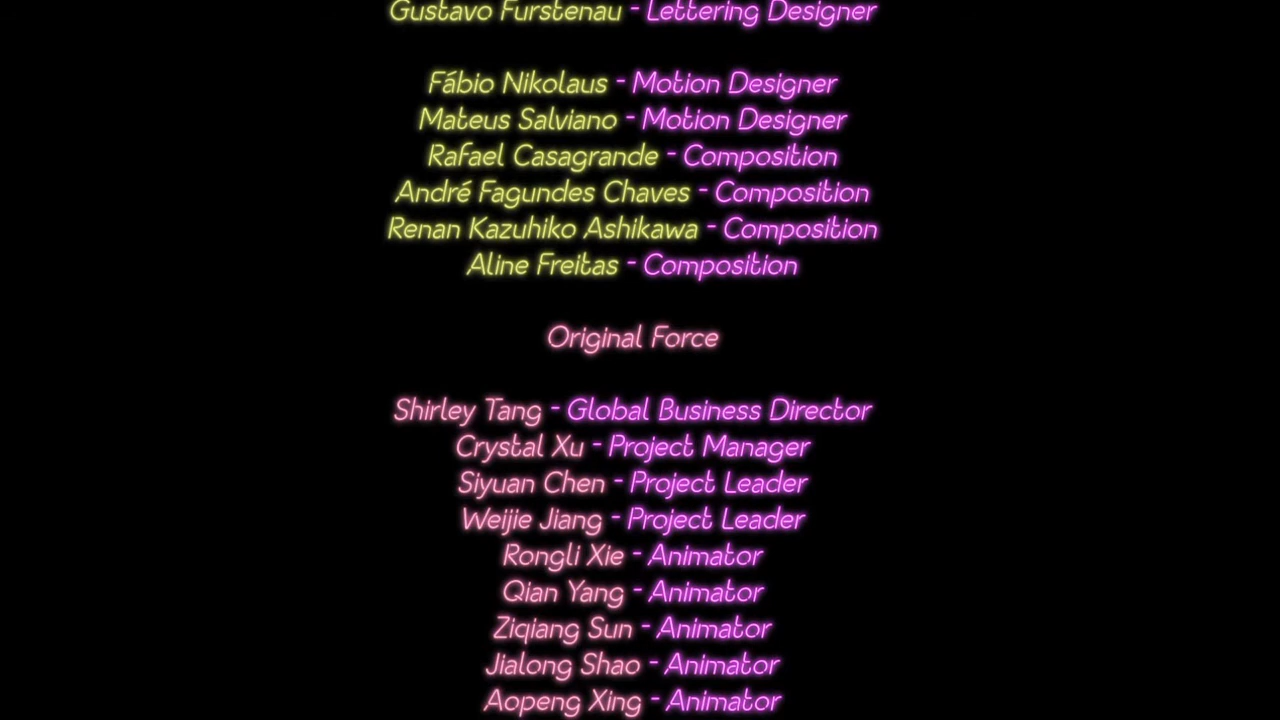 Gustavo Furstenau - Lettering Designer
Fábio Nikolaus - Motion Designer
Mateus Salviano - Motion Designer
Rafael Casagrande - Composition
André Fagundes Chaves - Composition
Renan Kazuhiko Ashikawa - Composition
Aline Freitas - Composition
Original Force
Shirley Tang - Global Business Director
Crystal Xu - Project Manager
Siyuan Chen - Project Leader
Weijie Jiang - Project Leader
Rongli Xie - Animator
Qian Yang - Animator
Ziqiang Sun - Animator
Jialong Shao - Animator
Aopeng Xing - Animator